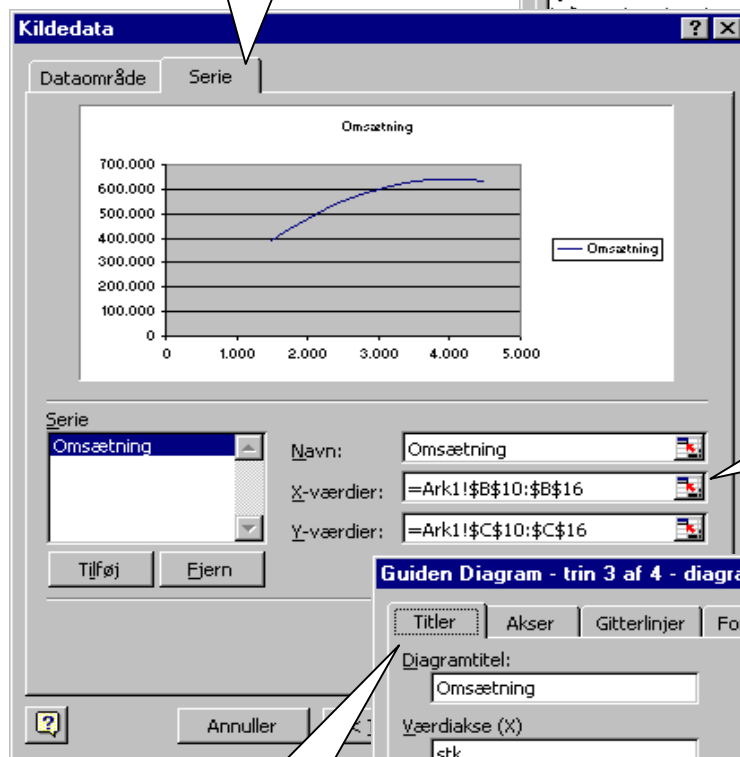 Kildedata
Dataområde Serie
Omsætning
700.000
600.000
500.000
400.000
300.000
200.000
100.000
0
0 1.000 2.000 3.000 4.000 5.000
Omsætning
Serie
Omsætning
Navn: Omsætning
X-værdier: =Ark1!$B$10:$B$16
Y-værdier: =Ark1!$C$10:$C$16
Tilføj Fjern
Annuller <
Guiden Diagram - trin 3 af 4 - diagra
Titler Akser Gitterlinjer Fo
Diagramtitel:
Omsætning
Værdiakse (X)
stk